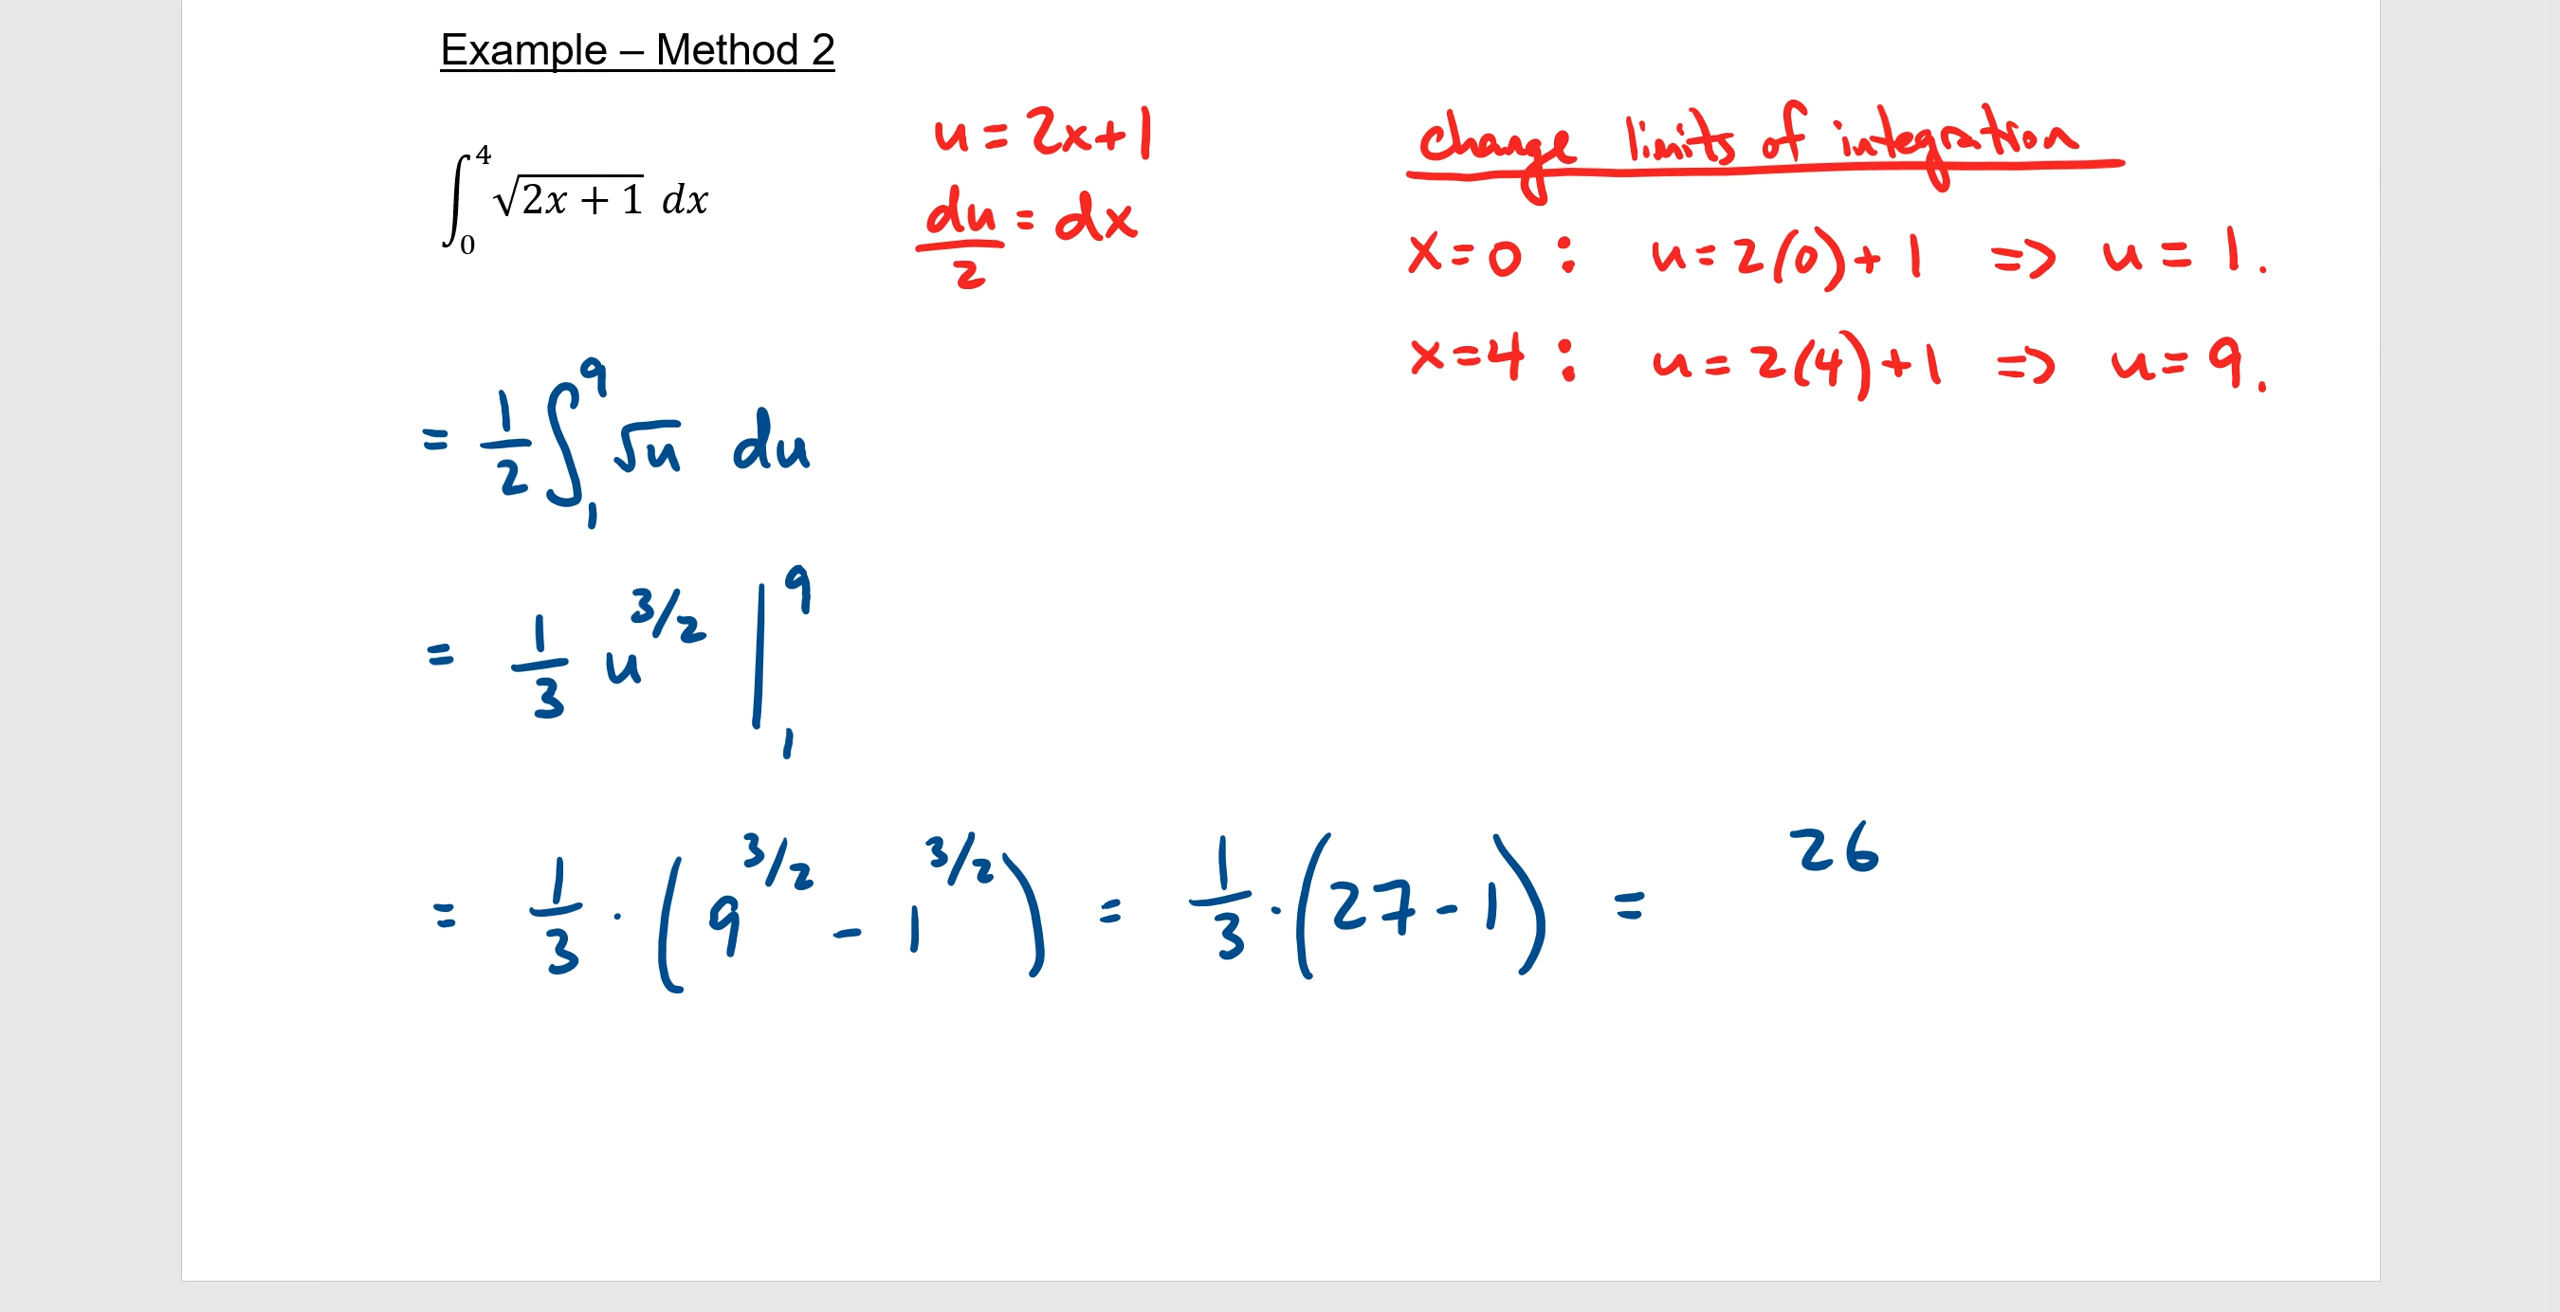 Example – Method 2
∫₀⁴ √(2x + 1) dx
u = 2x+1
du/2 = dx
change limits of integration
x=0 : u=2(0)+1 => u=1.
x=4 : u=2(4)+1 => u=9.
= 1/2 ∫₁⁹ √u du
= 1/3 u^3/2 |₁⁹
= 1/3 · (9^3/2 - 1^3/2) = 1/3 · (27-1) = 26